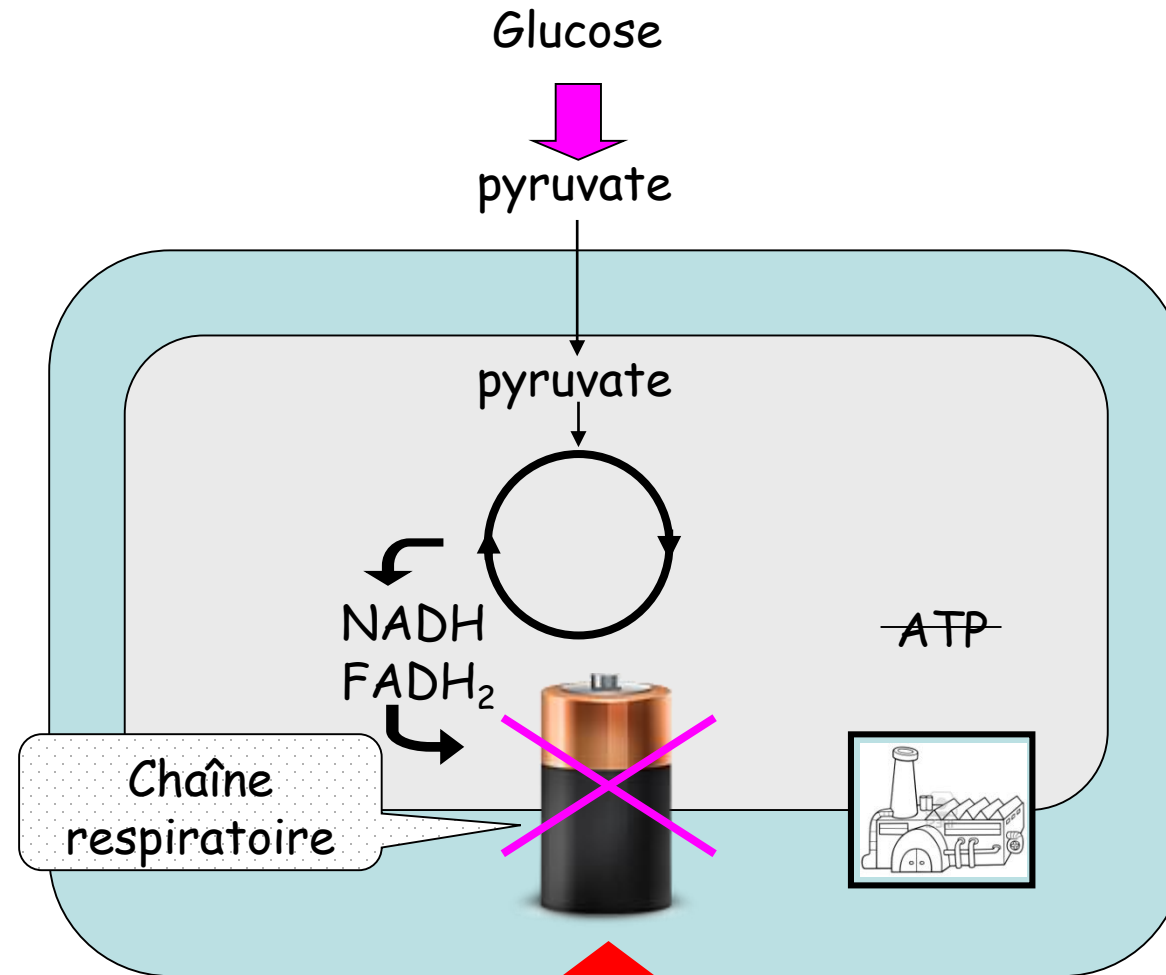 Glucose
pyruvate
pyruvate
NADH
FADH₂
ATP
Chaîne
respiratoire